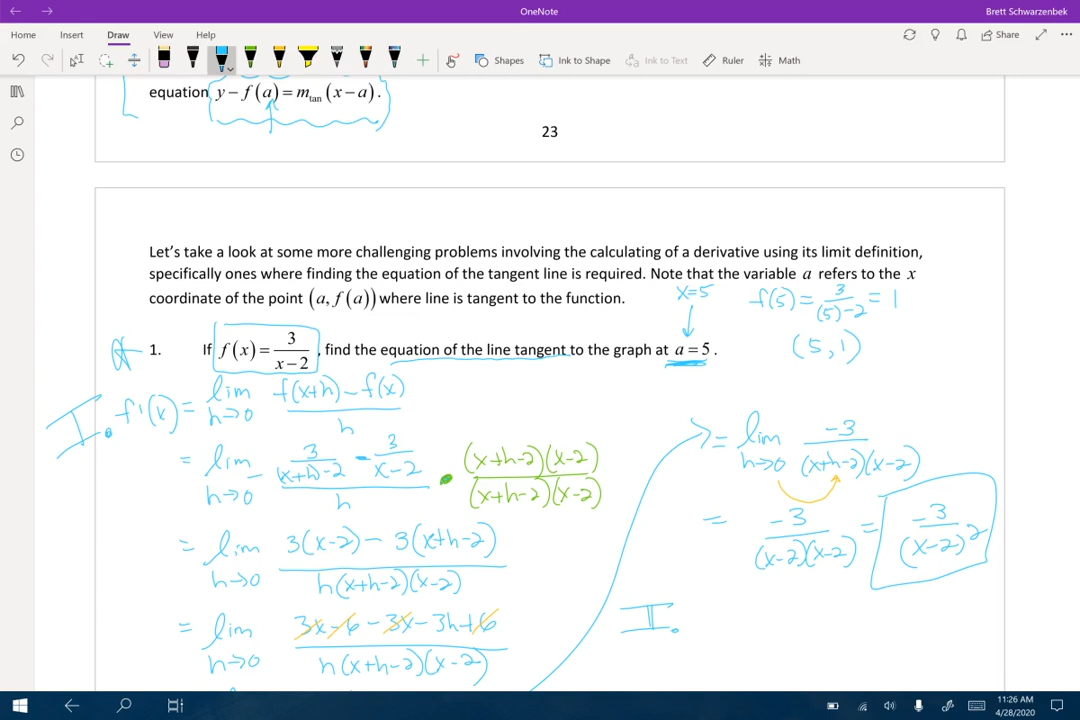 OneNote
Brett Schwarzenbek
Home Insert Draw View Help
Share
Shapes
Ink to Shape
Ink to Text
Ruler
Math
equation y − f(a) = m_tan (x − a).
23
Let's take a look at some more challenging problems involving the calculating of a derivative using its limit definition,
specifically ones where finding the equation of the tangent line is required. Note that the variable a refers to the x
coordinate of the point (a, f(a)) where line is tangent to the function.
x=5
f(5) = 3/((5)-2) = 1
(5,1)
1. If f(x) = 3/(x−2), find the equation of the line tangent to the graph at a = 5.
I. f'(x) = lim h→0 (f(x+h) - f(x))/h
= lim h→0 (3/((x+h)-2) - 3/(x-2))/h • ((x+h-2)(x-2))/((x+h-2)(x-2))
= lim h→0 (3(x-2) - 3(x+h-2))/(h(x+h-2)(x-2))
= lim h→0 (3x - 6 - 3x - 3h + 6)/(h(x+h-2)(x-2))
= lim h→0 -3/((x+h-2)(x-2))
= -3/((x-2)(x-2)) = -3/(x-2)²
I.
11:26 AM
4/28/2020